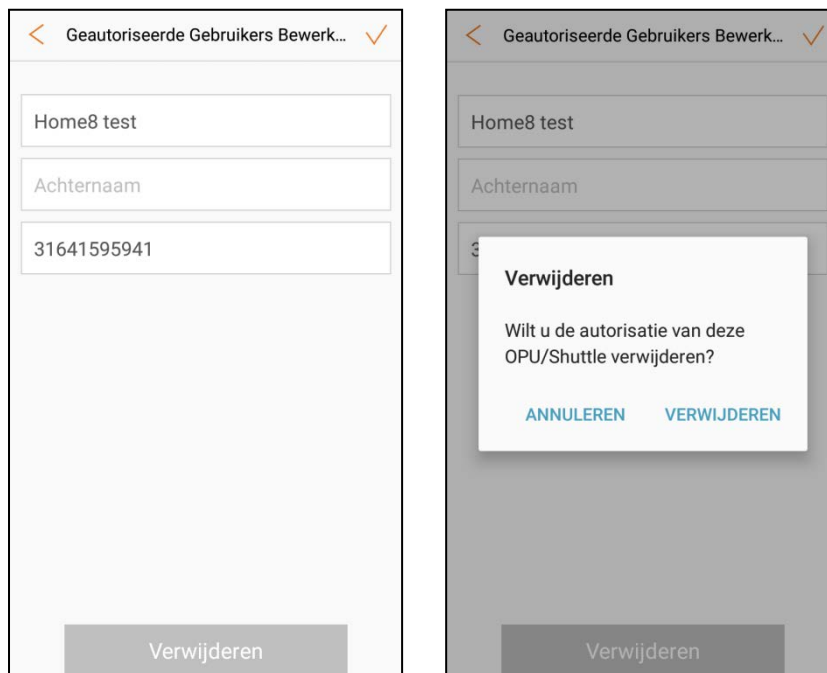 Geautoriseerde Gebruikers Bewerk...
Home8 test
Achternaam
31641595941
Verwijderen
Geautoriseerde Gebruikers Bewerk...
Home8 test
Achternaam
3
Verwijderen
Wilt u de autorisatie van deze
OPU/Shuttle verwijderen?
ANNULEREN VERWIJDEREN
Verwijderen